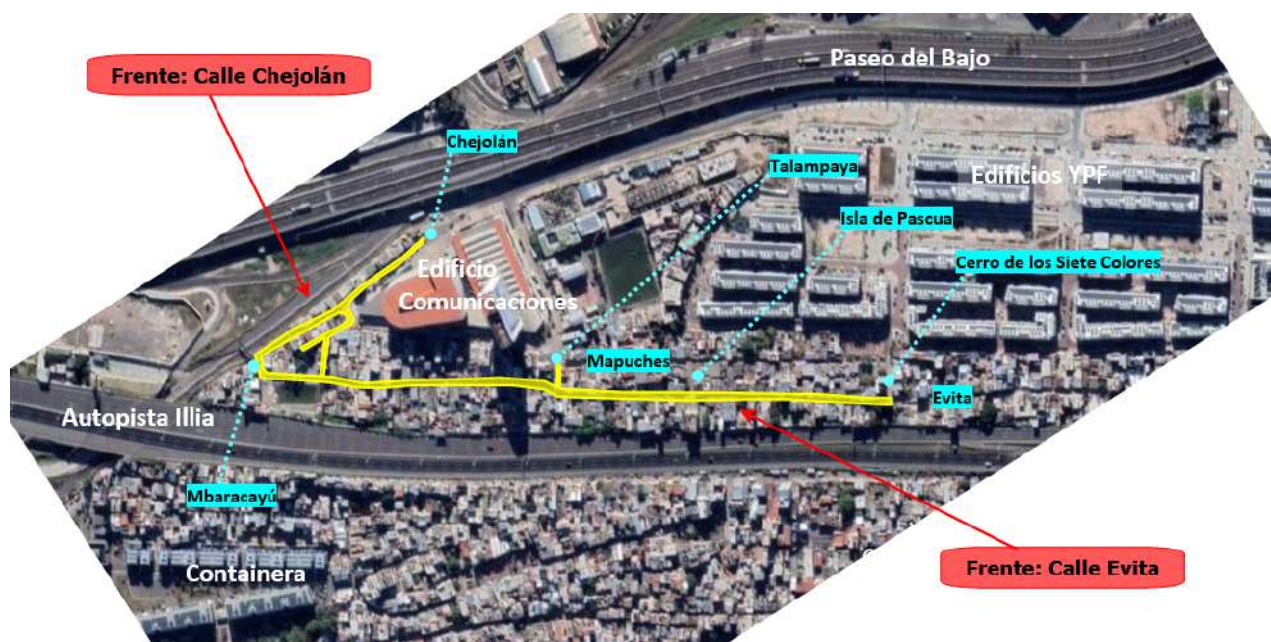 Paseo del Bajo
Frente: Calle Chejolán
Chejolán
Talampaya
Edificios YPF
Isla de Pascua
Edificio
Comunicaciones
Cerro de los Siete Colores
Mapuches
Evita
Autopista Illia
Mbaracayú
Containera
Frente: Calle Evita